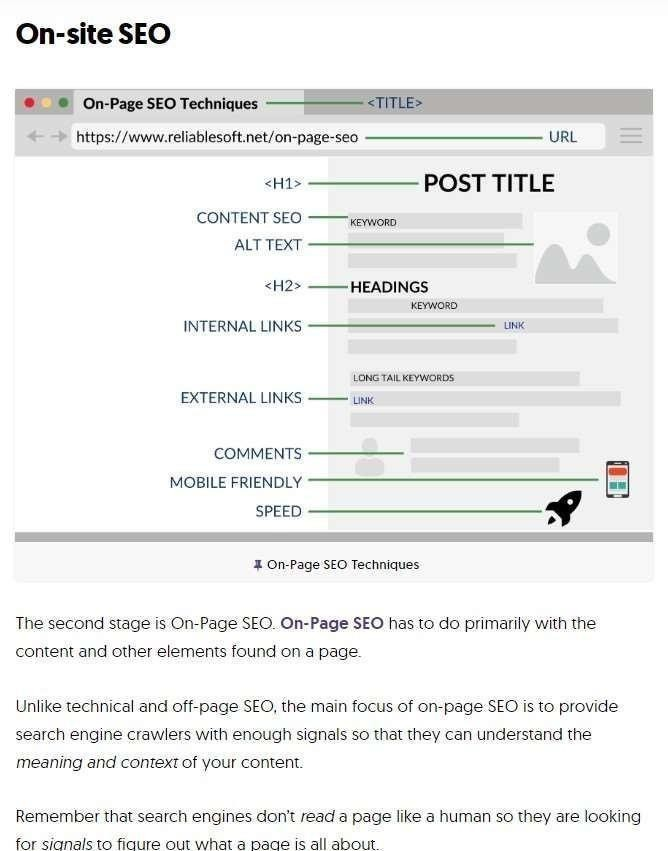 On-site SEO
On-Page SEO Techniques <TITLE>
https://www.reliablesoft.net/on-page-seo URL
<H1> POST TITLE
CONTENT SEO KEYWORD
ALT TEXT
<H2> HEADINGS
KEYWORD
INTERNAL LINKS LINK
LONG TAIL KEYWORDS
EXTERNAL LINKS LINK
COMMENTS
MOBILE FRIENDLY
SPEED
On-Page SEO Techniques
The second stage is On-Page SEO. On-Page SEO has to do primarily with the
content and other elements found on a page.
Unlike technical and off-page SEO, the main focus of on-page SEO is to provide
search engine crawlers with enough signals so that they can understand the
meaning and context of your content.
Remember that search engines don’t read a page like a human so they are looking
for signals to figure out what a page is all about.